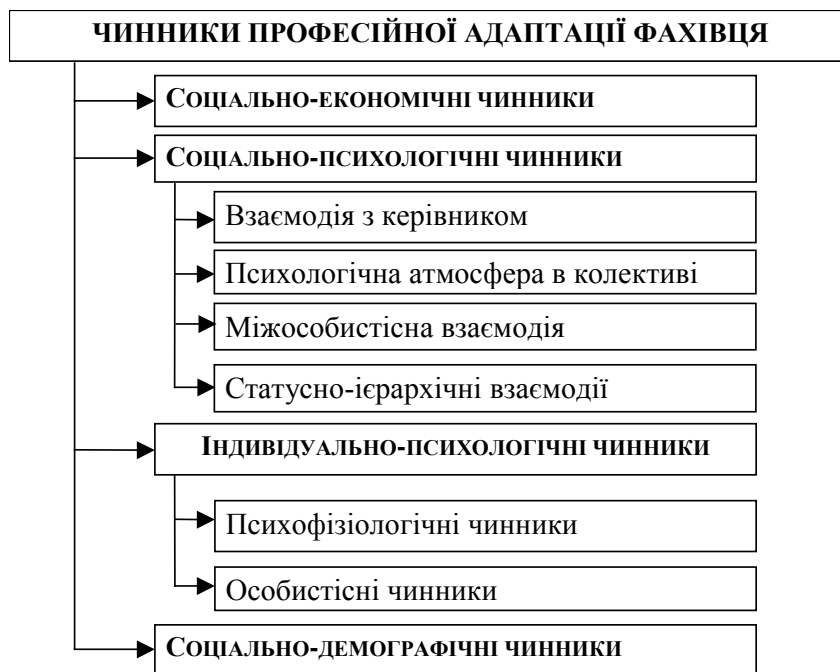 ЧИННИКИ ПРОФЕСІЙНОЇ АДАПТАЦІЇ ФАХІВЦЯ
СОЦІАЛЬНО-ЕКОНОМІЧНІ ЧИННИКИ
СОЦІАЛЬНО-ПСИХОЛОГІЧНІ ЧИННИКИ
Взаємодія з керівником
Психологічна атмосфера в колективі
Міжособистісна взаємодія
Статусно-ієрархічні взаємодії
ІНДИВІДУАЛЬНО-ПСИХОЛОГІЧНІ ЧИННИКИ
Психофізіологічні чинники
Особистісні чинники
СОЦІАЛЬНО-ДЕМОГРАФІЧНІ ЧИННИКИ